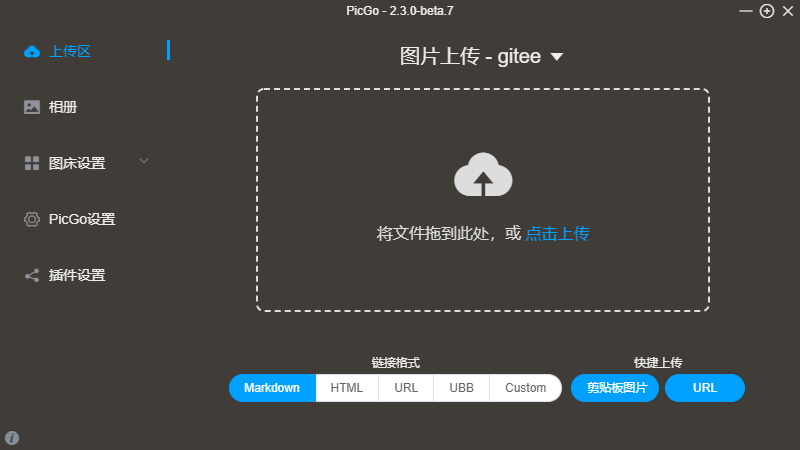 PicGo - 2.3.0-beta.7
上传区
相册
图床设置
PicGo设置
插件设置
图片上传 - gitee
将文件拖到此处，或 点击上传
链接格式
Markdown HTML URL UBB Custom
快捷上传
剪贴板图片 URL